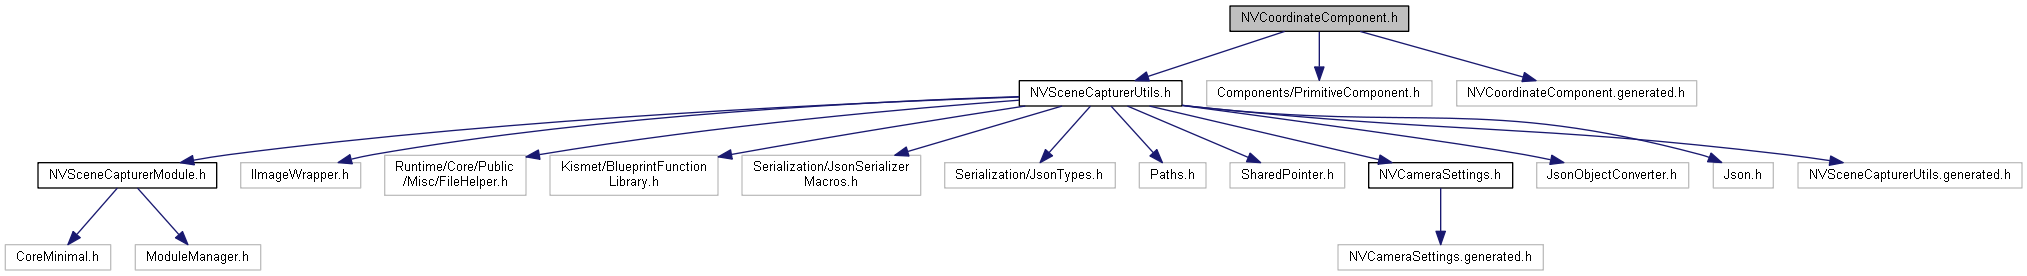 NVCoordinateComponent.h
NVSceneCapturerUtils.h
Components/PrimitiveComponent.h
NVCoordinateComponent.generated.h
NVSceneCapturerModule.h
IImageWrapper.h
Runtime/Core/Public
/Misc/FileHelper.h
Kismet/BlueprintFunction
Library.h
Serialization/JsonSerializer
Macros.h
Serialization/JsonTypes.h
Paths.h
SharedPointer.h
NVCameraSettings.h
JsonObjectConverter.h
Json.h
NVSceneCapturerUtils.generated.h
CoreMinimal.h
ModuleManager.h
NVCameraSettings.generated.h